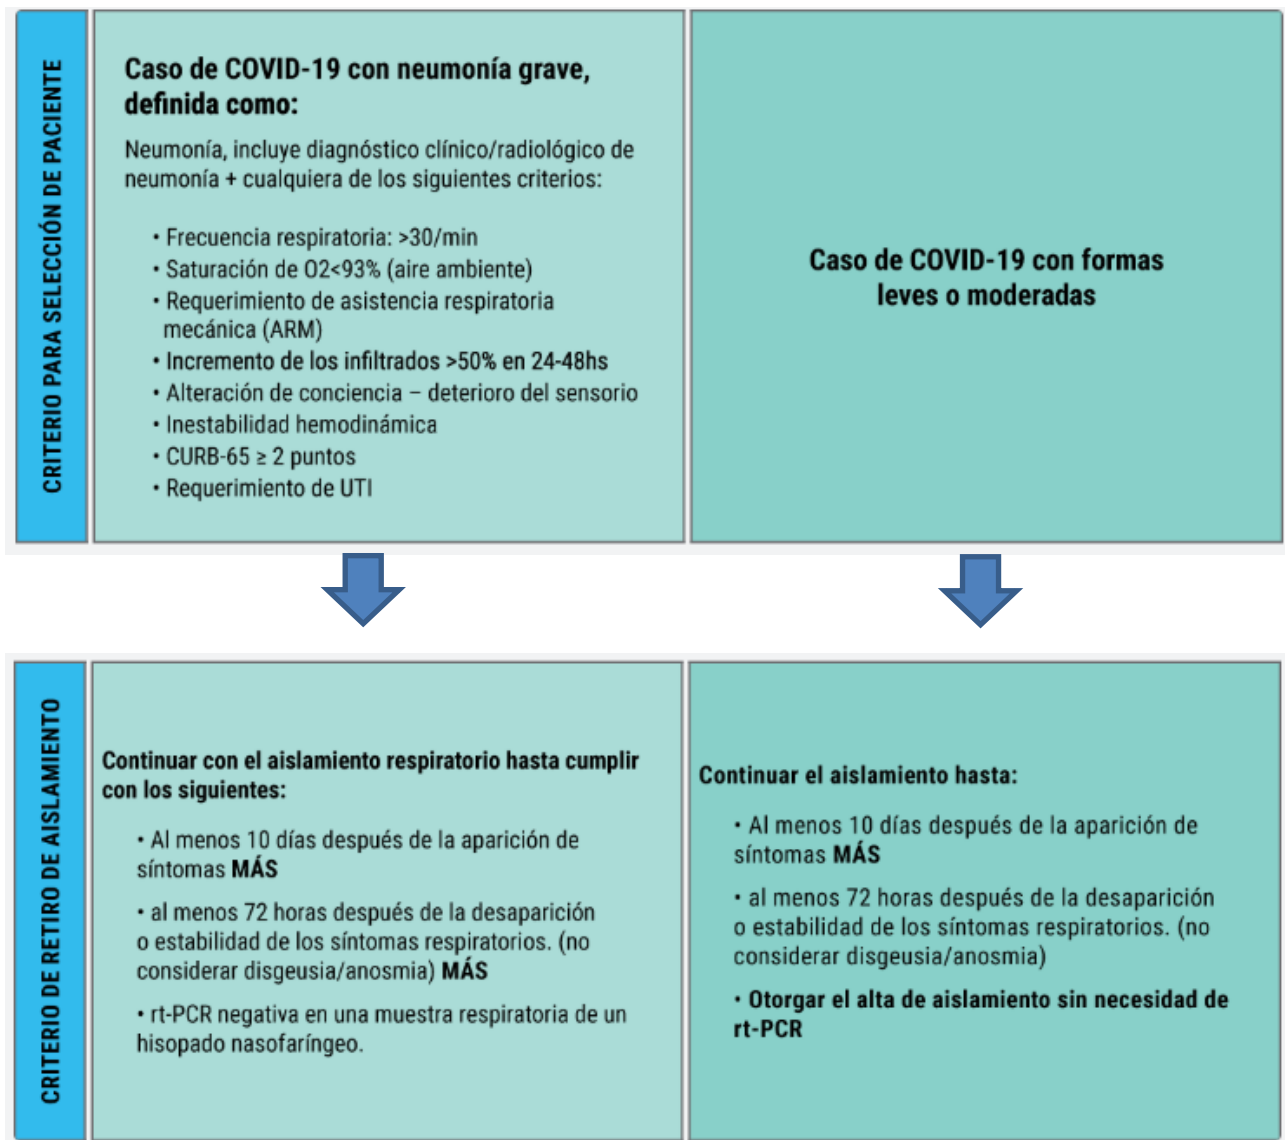 CRITERIO PARA SELECCIÓN DE PACIENTE
Caso de COVID-19 con neumonía grave,
definida como:
Neumonía, incluye diagnóstico clínico/radiológico de
neumonía + cualquiera de los siguientes criterios:
• Frecuencia respiratoria: >30/min
• Saturación de O2<93% (aire ambiente)
• Requerimiento de asistencia respiratoria
mecánica (ARM)
• Incremento de los infiltrados >50% en 24-48hs
• Alteración de conciencia – deterioro del sensorio
• Inestabilidad hemodinámica
• CURB-65 ≥ 2 puntos
• Requerimiento de UTI
Caso de COVID-19 con formas
leves o moderadas
CRITERIO DE RETIRO DE AISLAMIENTO
Continuar con el aislamiento respiratorio hasta cumplir
con los siguientes:
• Al menos 10 días después de la aparición de
síntomas MÁS
• al menos 72 horas después de la desaparición
o estabilidad de los síntomas respiratorios. (no
considerar disgeusia/anosmia) MÁS
• rt-PCR negativa en una muestra respiratoria de un
hisopado nasofaríngeo.
Continuar el aislamiento hasta:
• Al menos 10 días después de la aparición de
síntomas MÁS
• al menos 72 horas después de la desaparición
o estabilidad de los síntomas respiratorios. (no
considerar disgeusia/anosmia)
• Otorgar el alta de aislamiento sin necesidad de
rt-PCR